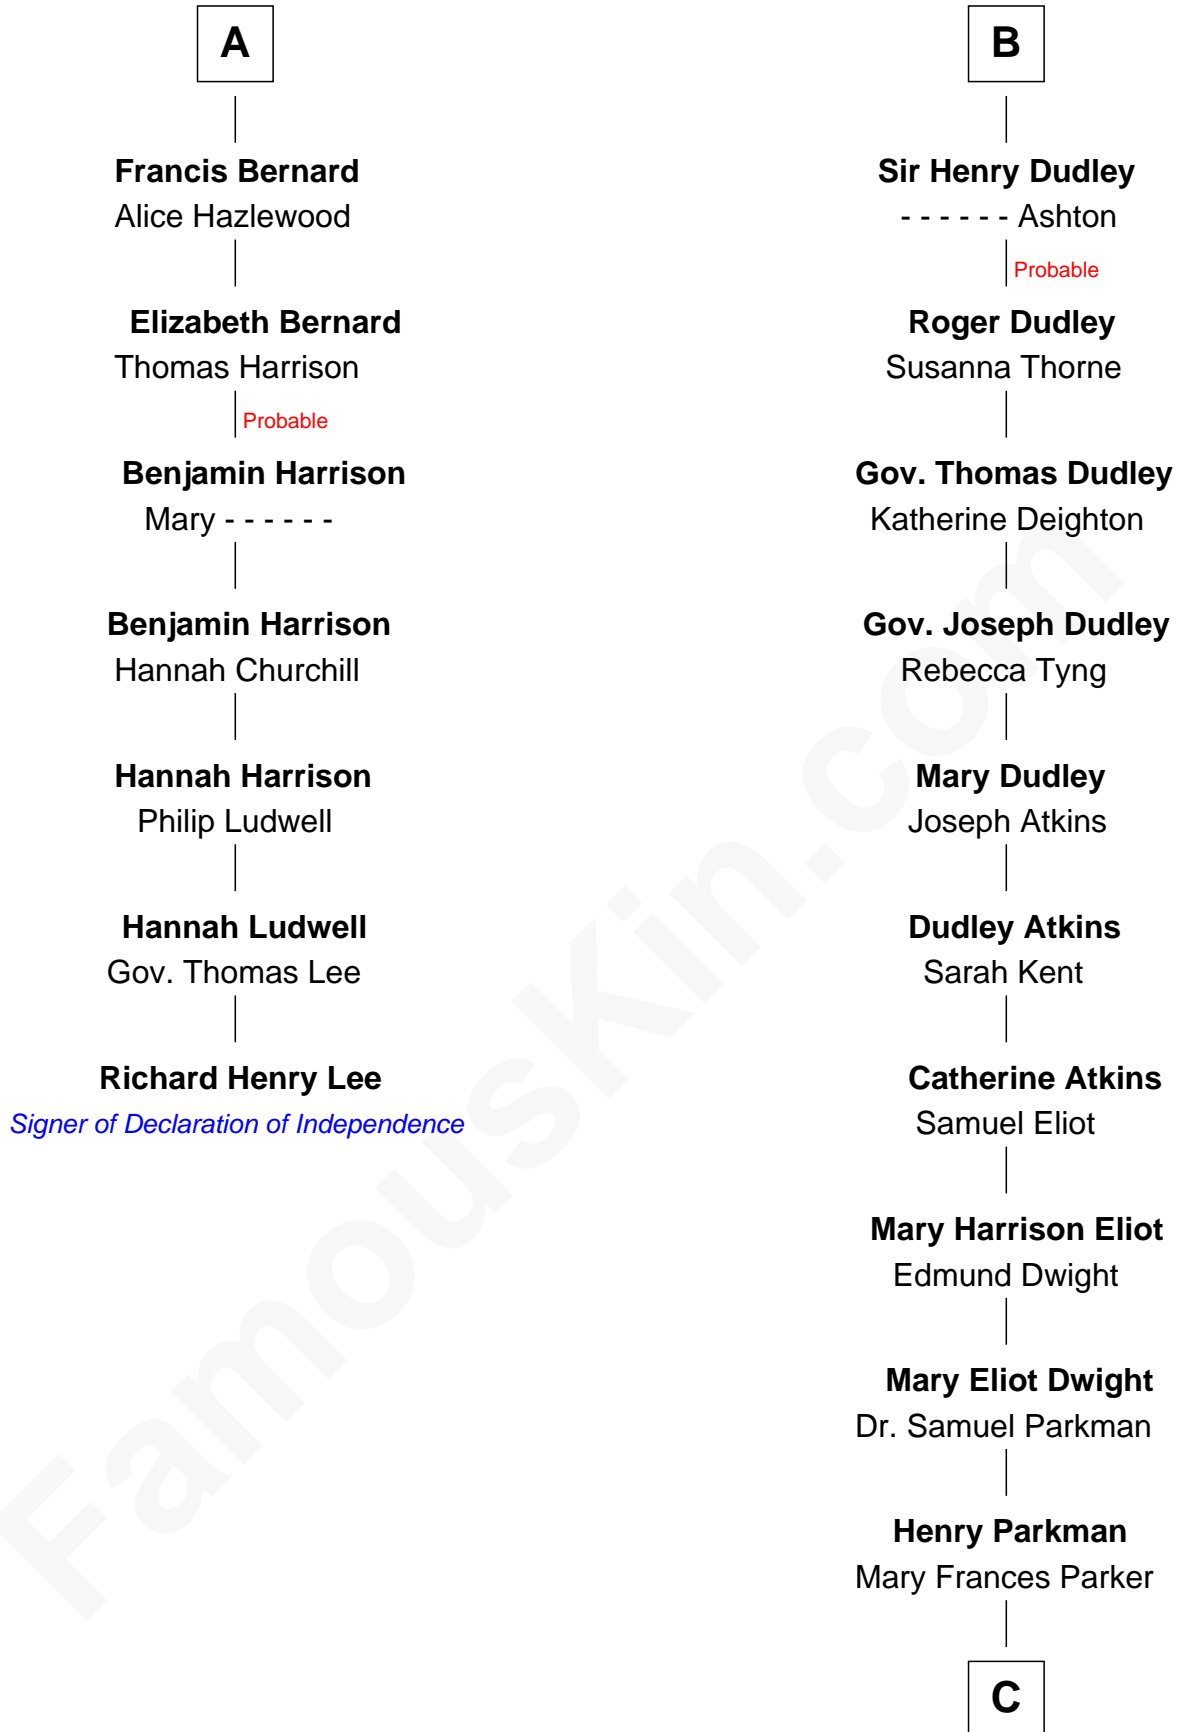 A
Francis Bernard
Alice Hazlewood
Elizabeth Bernard
Thomas Harrison
Probable
Benjamin Harrison
Mary - - - - - -
Benjamin Harrison
Hannah Churchill
Hannah Harrison
Philip Ludwell
Hannah Ludwell
Gov. Thomas Lee
Richard Henry Lee
Signer of Declaration of Independence
B
Sir Henry Dudley
- - - - - - Ashton
Probable
Roger Dudley
Susanna Thorne
Gov. Thomas Dudley
Katherine Deighton
Gov. Joseph Dudley
Rebecca Tyng
Mary Dudley
Joseph Atkins
Dudley Atkins
Sarah Kent
Catherine Atkins
Samuel Eliot
Mary Harrison Eliot
Edmund Dwight
Mary Eliot Dwight
Dr. Samuel Parkman
Henry Parkman
Mary Frances Parker
C
FamousKin.com